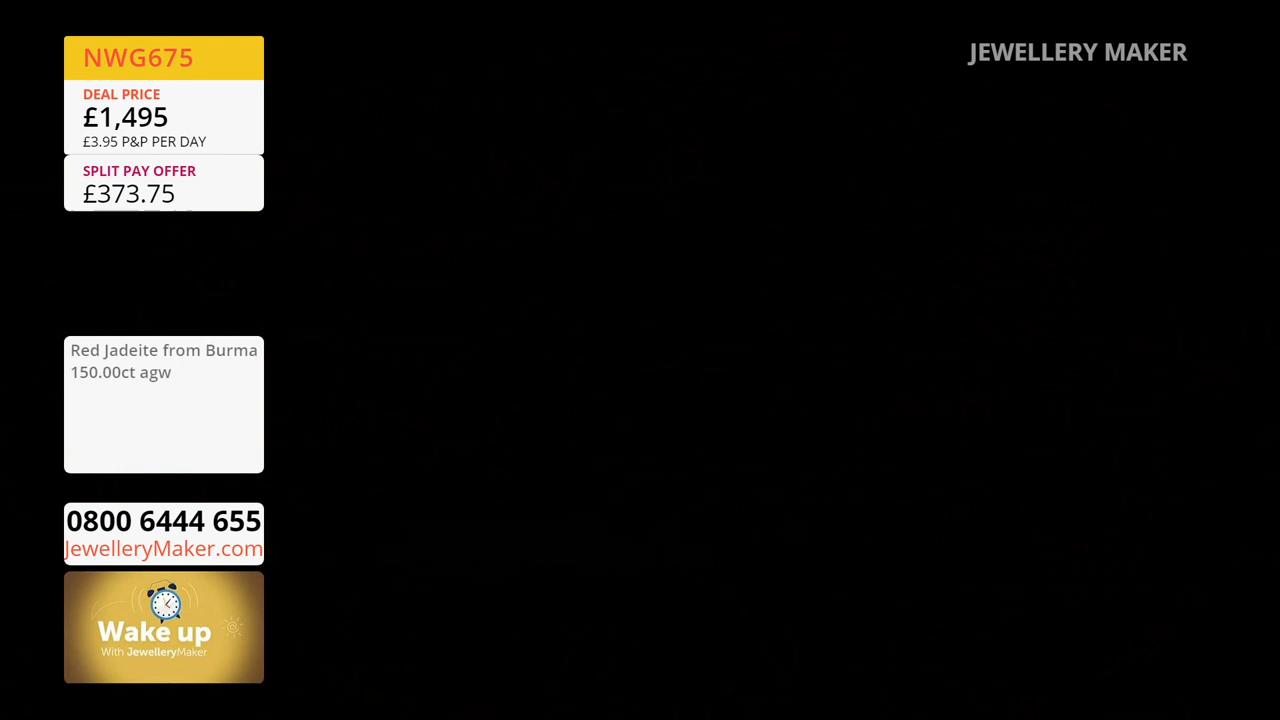 NWG675
DEAL PRICE
£1,495
£3.95 P&P PER DAY
SPLIT PAY OFFER
£373.75
JEWELLERY MAKER
Red Jadeite from Burma
150.00ct agw
0800 6444 655
JewelleryMaker.com
Wake up
With JewelleryMaker